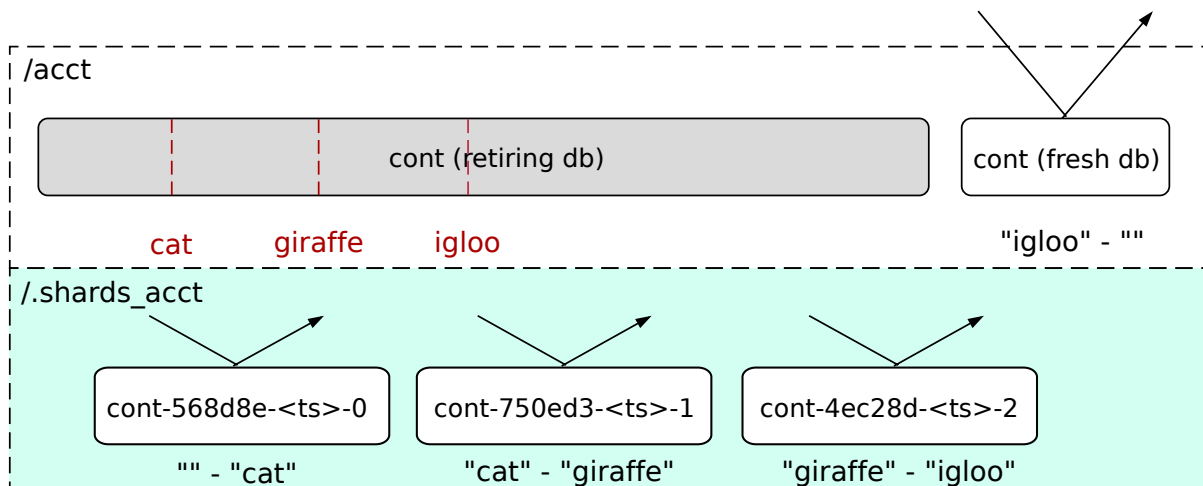 /acct
cont (retiring db)
cont (fresh db)
cat
giraffe
igloo
"igloo" - ""
/.shards_acct
cont-568d8e-<ts>-0
cont-750ed3-<ts>-1
cont-4ec28d-<ts>-2
"" - "cat"
"cat" - "giraffe"
"giraffe" - "igloo"